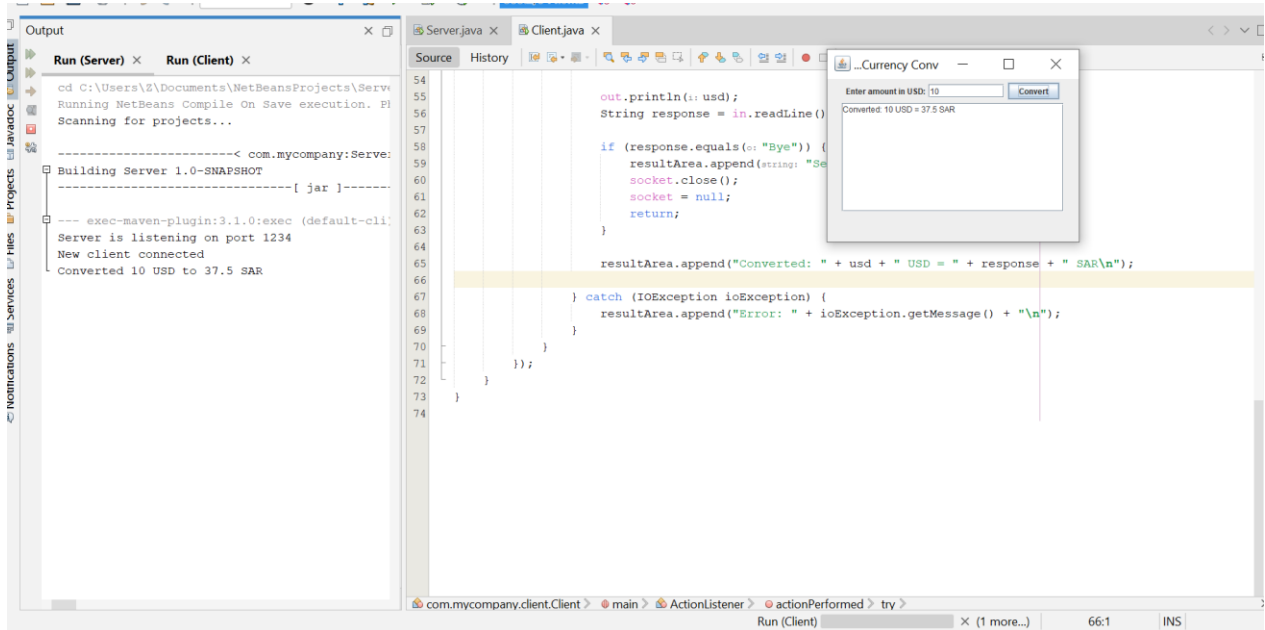 Output
Run (Server)
Run (Client)
cd C:\Users\Z\Documents\NetBeansProjects\Serve
Running NetBeans Compile On Save execution. Ph
Scanning for projects...
------------------------< com.mycompany:Server
Building Server 1.0-SNAPSHOT
--------------------------------[ jar ]------
--- exec-maven-plugin:3.1.0:exec (default-cli
Server is listening on port 1234
New client connected
Converted 10 USD to 37.5 SAR
Output
Javadoc
Projects
Files
Services
Notifications
Server.java
Client.java
Source
History
54
55 out.println(x: usd);
56 String response = in.readLine()
57
58 if (response.equals(o: "Bye")) {
59 resultArea.append(string: "Se
60 socket.close();
61 socket = null;
62 return;
63 }
64
65 resultArea.append("Converted: " + usd + " USD = " + response + " SAR\n");
66
67 } catch (IOException ioException) {
68 resultArea.append("Error: " + ioException.getMessage() + "\n");
69 }
70 }
71 });
72 }
73 }
74
...Currency Conv
Enter amount in USD: 10
Convert
Converted: 10 USD = 37.5 SAR
com.mycompany.client.Client
main
ActionListener
actionPerformed
try
Run (Client)
(1 more...)
66:1
INS